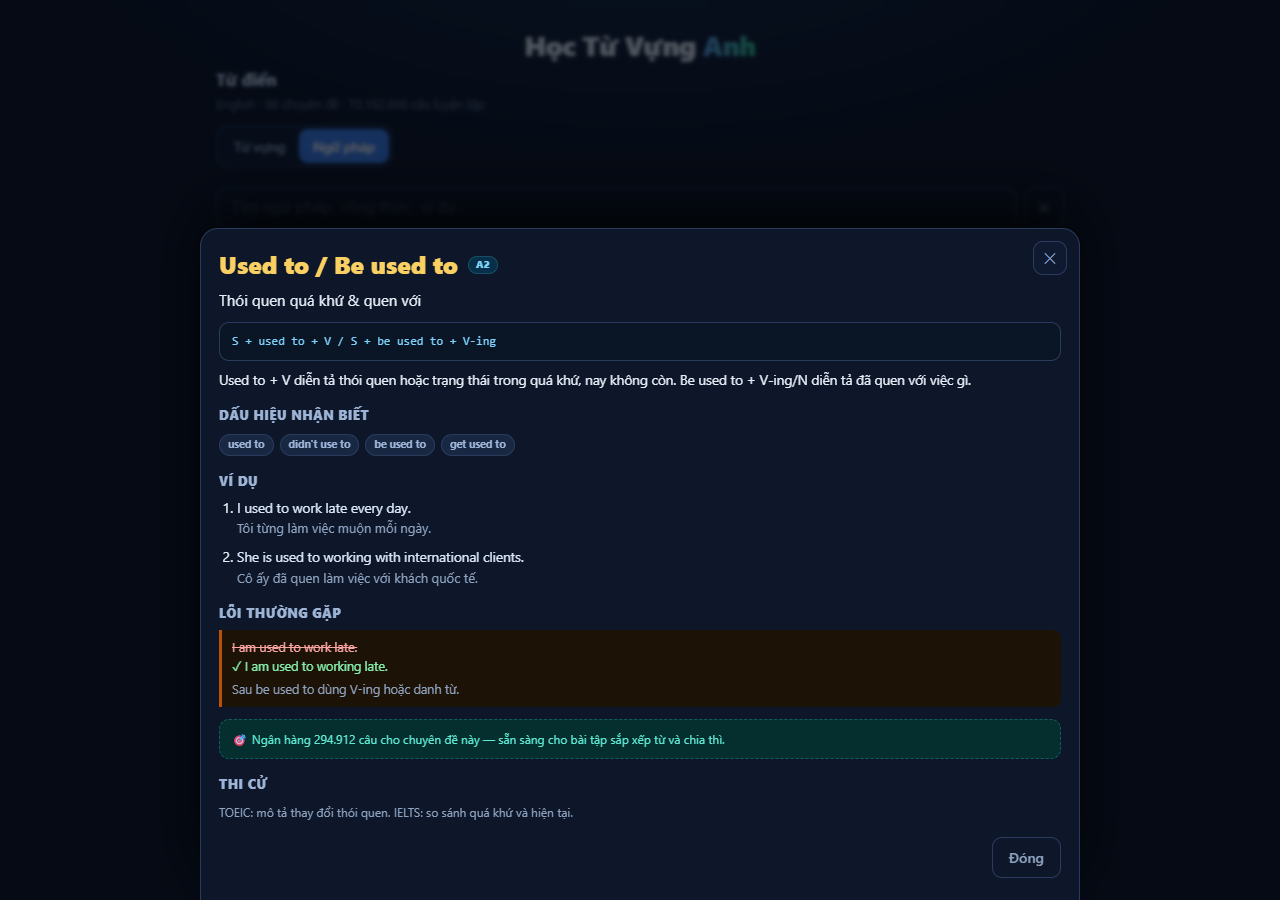 Học Từ Vựng Anh
Từ điển
Từ vựng
Ngữ pháp
Used to / Be used to
A2
Thói quen quá khứ & quen với
S + used to + V / S + be used to + V-ing
Used to + V diễn tả thói quen hoặc trạng thái trong quá khứ, nay không còn. Be used to + V-ing/N diễn tả đã quen với việc gì.
DẤU HIỆU NHẬN BIẾT
used to
didn't use to
be used to
get used to
VÍ DỤ
1. I used to work late every day.
Tôi từng làm việc muộn mỗi ngày.
2. She is used to working with international clients.
Cô ấy đã quen làm việc với khách quốc tế.
LỖI THƯỜNG GẶP
I am used to work late.
✓ I am used to working late.
Sau be used to dùng V-ing hoặc danh từ.
🎯 Ngân hàng 294.912 câu cho chuyên đề này — sẵn sàng cho bài tập sắp xếp từ và chia thì.
THI CỬ
TOEIC: mô tả thay đổi thói quen. IELTS: so sánh quá khứ và hiện tại.
Đóng